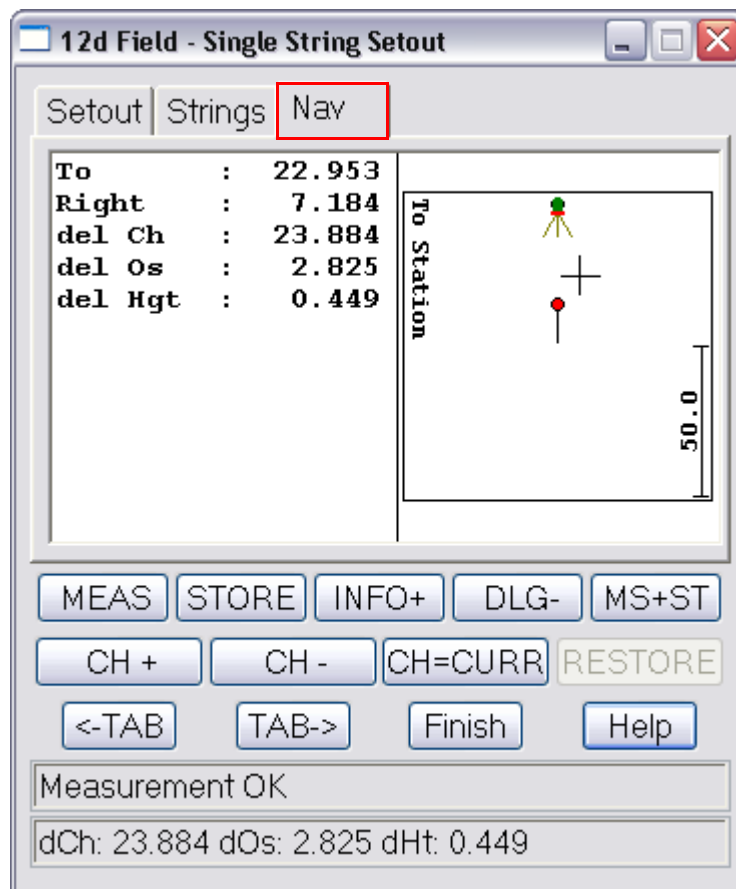 12d Field - Single String Setout
Setout Strings Nav
To : 22.953
Right : 7.184
del Ch : 23.884
del Os : 2.825
del Hgt : 0.449
To Station
50.0
MEAS STORE INFO+ DLG- MS+ST
CH + CH - CH=CURR RESTORE
<-TAB TAB-> Finish Help
Measurement OK
dCh: 23.884 dOs: 2.825 dHt: 0.449